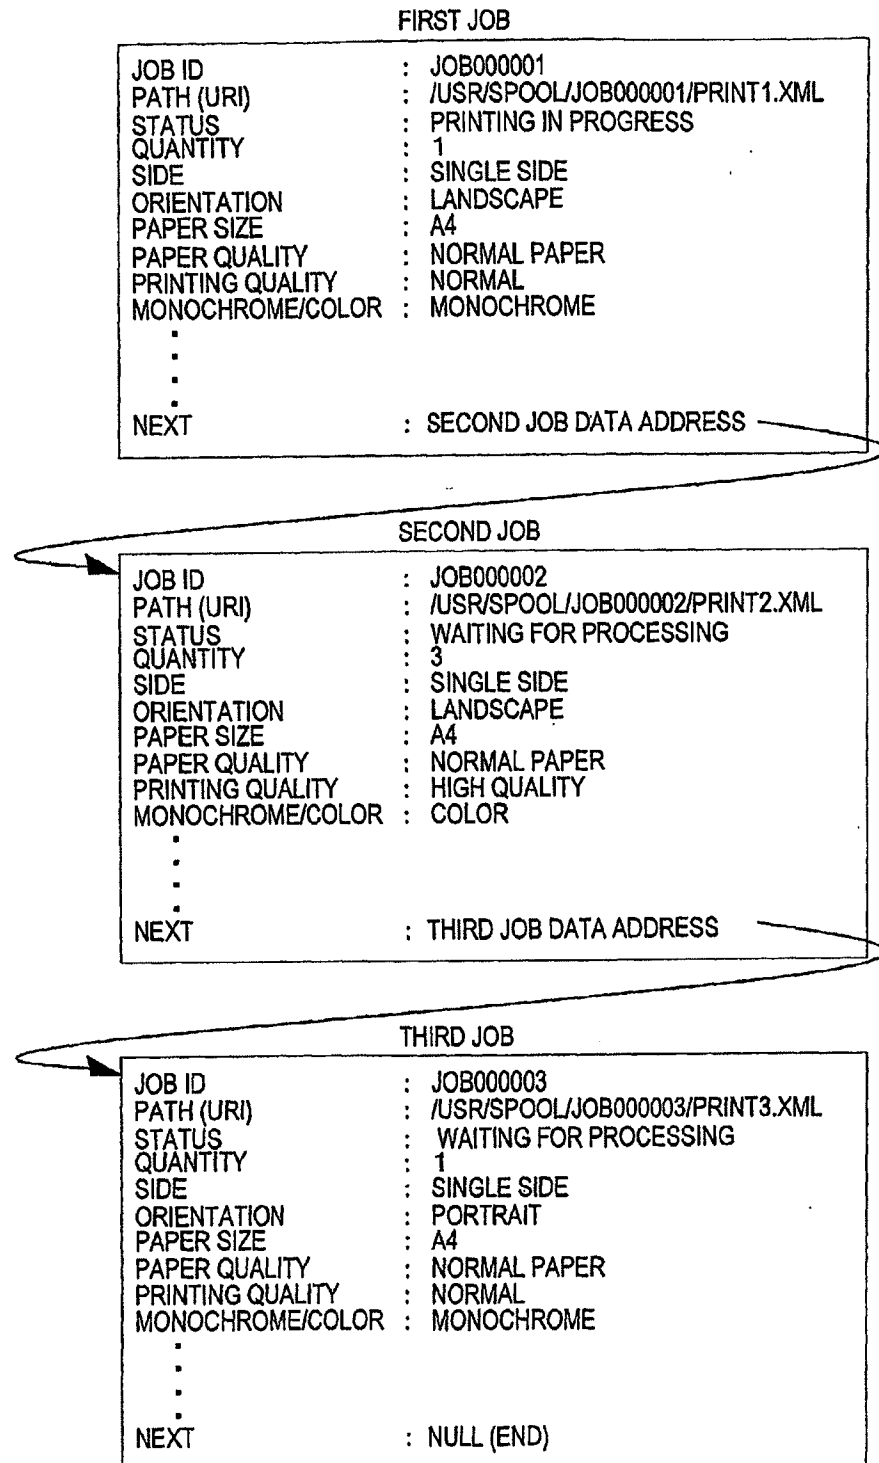 FIRST JOB
JOB ID : JOB000001
PATH (URI) : /USR/SPOOL/JOB000001/PRINT1.XML
STATUS : PRINTING IN PROGRESS
QUANTITY : 1
SIDE : SINGLE SIDE
ORIENTATION : LANDSCAPE
PAPER SIZE : A4
PAPER QUALITY : NORMAL PAPER
PRINTING QUALITY : NORMAL
MONOCHROME/COLOR : MONOCHROME
NEXT : SECOND JOB DATA ADDRESS
SECOND JOB
JOB ID : JOB000002
PATH (URI) : /USR/SPOOL/JOB000002/PRINT2.XML
STATUS : WAITING FOR PROCESSING
QUANTITY : 3
SIDE : SINGLE SIDE
ORIENTATION : LANDSCAPE
PAPER SIZE : A4
PAPER QUALITY : NORMAL PAPER
PRINTING QUALITY : HIGH QUALITY
MONOCHROME/COLOR : COLOR
NEXT : THIRD JOB DATA ADDRESS
THIRD JOB
JOB ID : JOB000003
PATH (URI) : /USR/SPOOL/JOB000003/PRINT3.XML
STATUS : WAITING FOR PROCESSING
QUANTITY : 1
SIDE : SINGLE SIDE
ORIENTATION : PORTRAIT
PAPER SIZE : A4
PAPER QUALITY : NORMAL PAPER
PRINTING QUALITY : NORMAL
MONOCHROME/COLOR : MONOCHROME
NEXT : NULL (END)